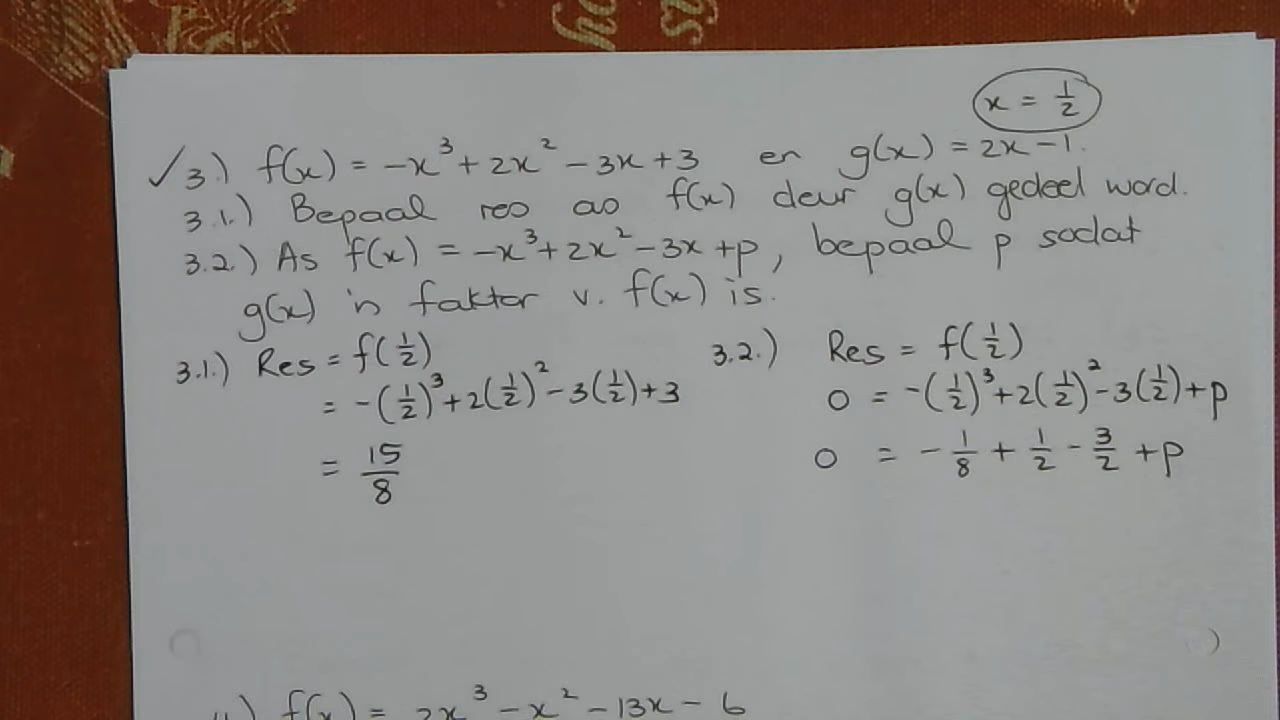 x = 1/2
✓ 3.) f(x) = -x³ + 2x² - 3x + 3 en g(x) = 2x - 1.
3.1.) Bepaal res as f(x) deur g(x) gedeel word.
3.2.) As f(x) = -x³ + 2x² - 3x + p, bepaal p sodat
g(x) 'n faktor v. f(x) is.
3.1.) Res = f(1/2)
= -(1/2)³ + 2(1/2)² - 3(1/2) + 3
= 15/8
3.2.) Res = f(1/2)
0 = -(1/2)³ + 2(1/2)² - 3(1/2) + p
0 = -1/8 + 1/2 - 3/2 + p
f(x) = 2x³ - x² - 13x - 6